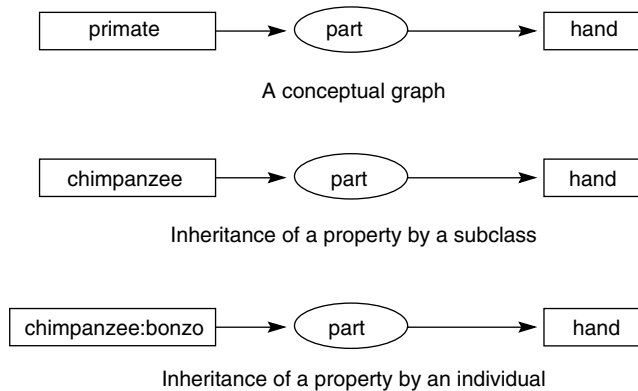 primate part hand
A conceptual graph
chimpanzee part hand
Inheritance of a property by a subclass
chimpanzee:bonzo part hand
Inheritance of a property by an individual